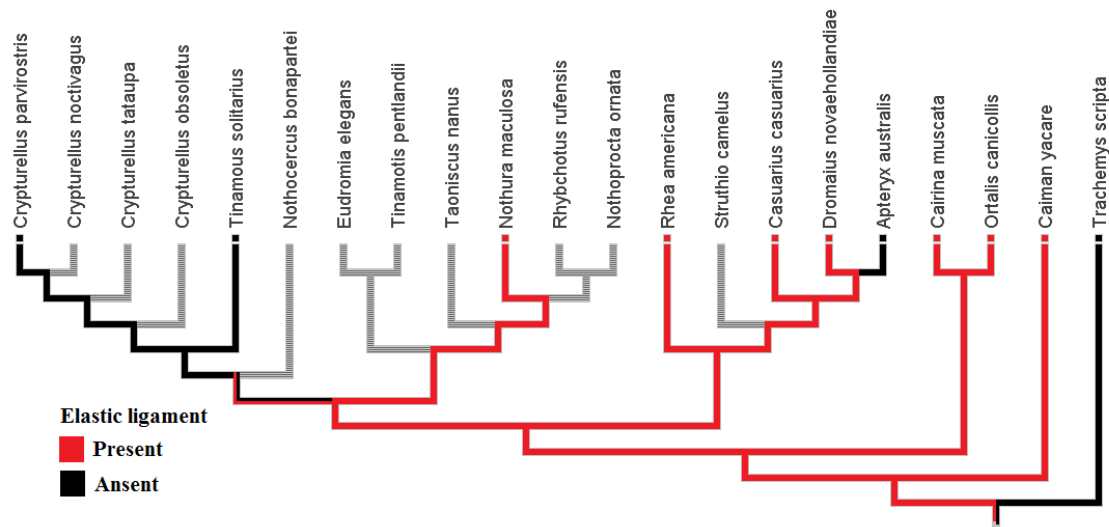 Crypturellus parvirostris
Crypturellus noctivagus
Crypturellus tataupa
Crypturellus obsoletus
Tinamous solitarius
Nothocercus bonapartei
Eudromia elegans
Tinamotis pentlandii
Taoniscus nanus
Nothura maculosa
Rhybchotus rufensis
Nothoprocta ornata
Rhea americana
Struthio camelus
Casuarius casuarius
Dromaius novaehollandiae
Apteryx australis
Cairina muscata
Ortalis canicollis
Caiman yacare
Trachemys scripta
Elastic ligament
Present
Ansent